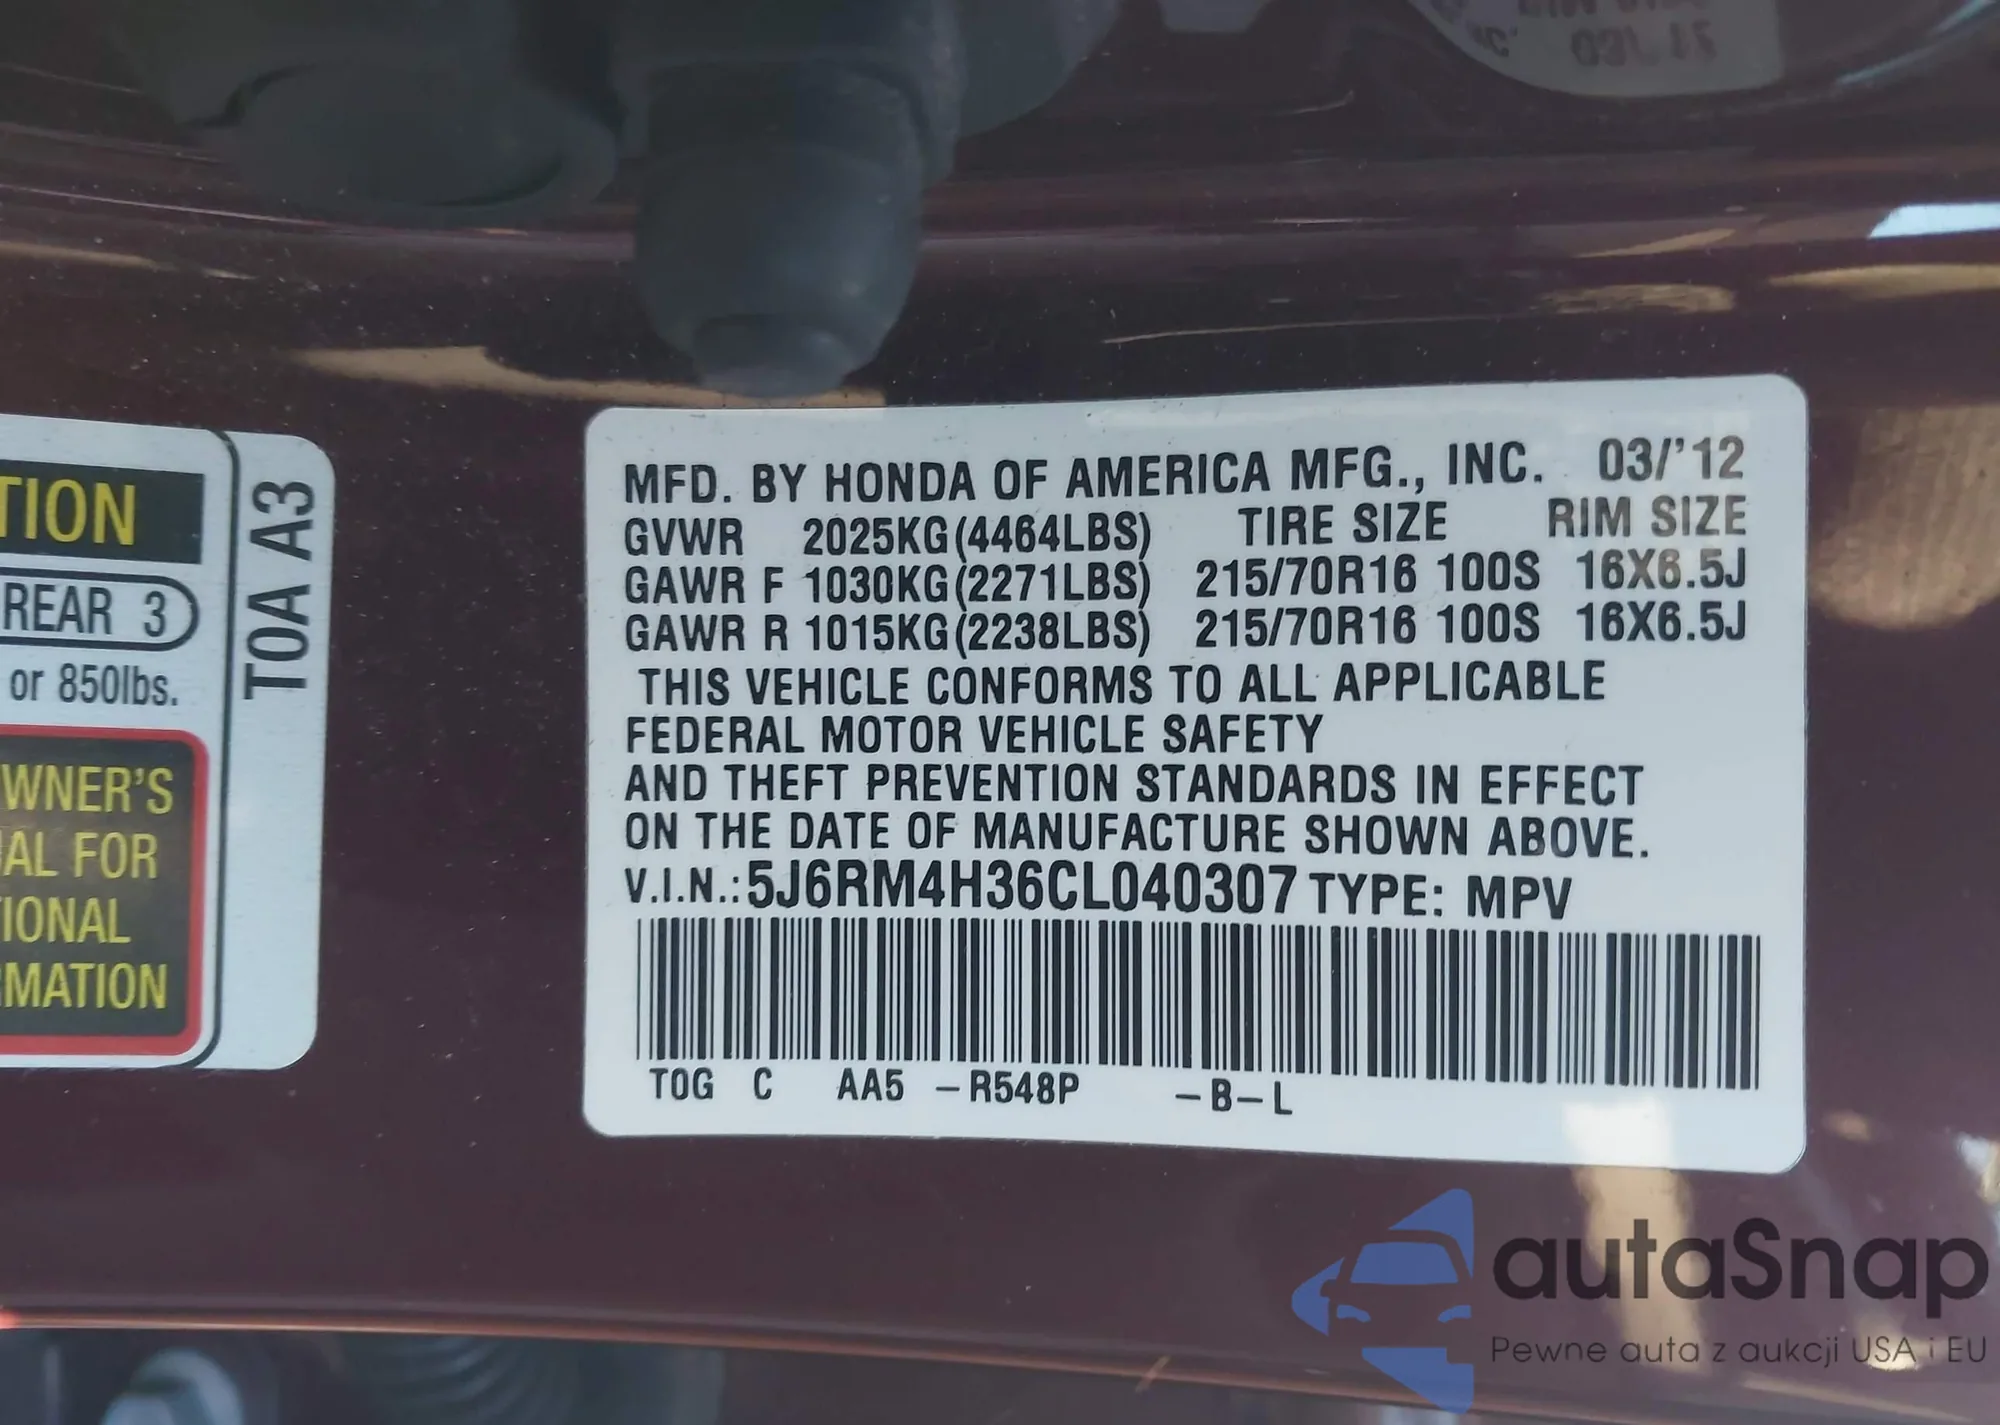 TION
REAR 3
or 850lbs.
WNER'S
AL FOR
IONAL
MATION
T0A A3
MFD. BY HONDA OF AMERICA MFG., INC. 03/'12
GVWR 2025KG(4464LBS) TIRE SIZE RIM SIZE
GAWR F 1030KG(2271LBS) 215/70R16 100S 16X6.5J
GAWR R 1015KG(2238LBS) 215/70R16 100S 16X6.5J
THIS VEHICLE CONFORMS TO ALL APPLICABLE
FEDERAL MOTOR VEHICLE SAFETY
AND THEFT PREVENTION STANDARDS IN EFFECT
ON THE DATE OF MANUFACTURE SHOWN ABOVE.
V.I.N.:5J6RM4H36CL040307 TYPE: MPV
T0G C AA5 -R548P -B-L
autaSnap
Pewne auta z aukcji USA i EU